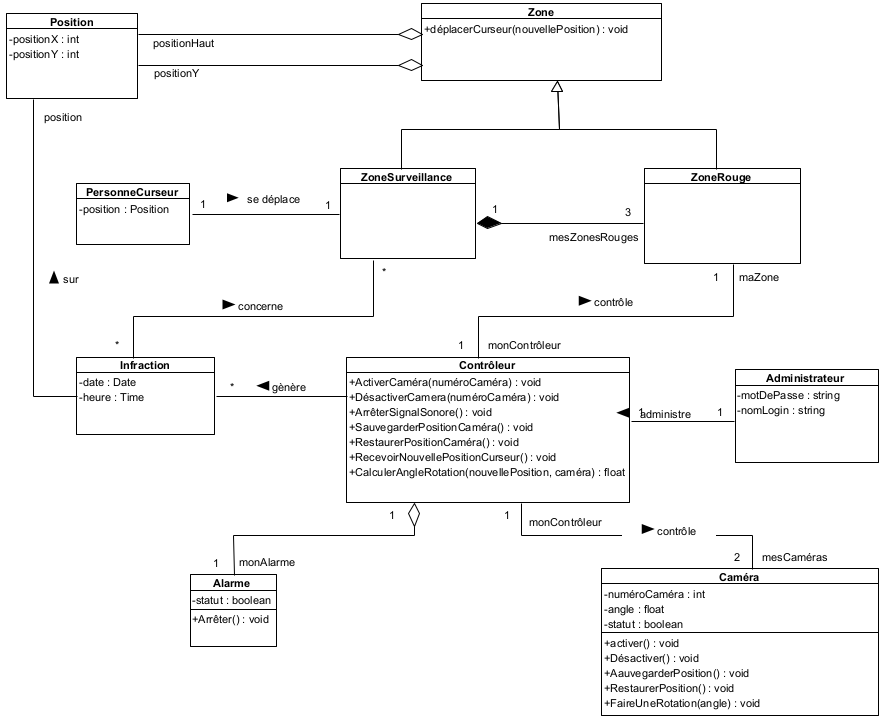 Position
-positionX : int
-positionY : int
Zone
+déplacerCurseur(nouvellePosition) : void
positionHaut
positionY
position
PersonneCurseur
-position : Position
1
se déplace
1
ZoneSurveillance
1
3
mesZonesRouges
ZoneRouge
sur
*
concerne
*
1
maZone
contrôle
1
monContrôleur
Infraction
-date : Date
-heure : Time
*
gènère
Contrôleur
+ActiverCaméra(numéroCaméra) : void
+DésactiverCamera(numéroCaméra) : void
+ArrêterSignalSonore() : void
+SauvegarderPositionCaméra() : void
+RestaurerPositionCaméra() : void
+RecevoirNouvellePositionCurseur() : void
+CalculerAngleRotation(nouvellePosition, caméra) : float
1
administre
1
Administrateur
-motDePasse : string
-nomLogin : string
1
1
monContrôleur
contrôle
1
monAlarme
2
mesCaméras
Alarme
-statut : boolean
+Arrêter() : void
Caméra
-numéroCaméra : int
-angle : float
-statut : boolean
+activer() : void
+Désactiver() : void
+AauvegarderPosition() : void
+RestaurerPosition() : void
+FaireUneRotation(angle) : void